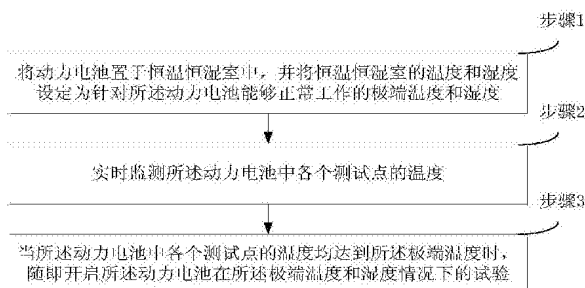 步骤1
将动力电池置于恒温恒湿室中，并将恒温恒湿室的温度和湿度
设定为针对所述动力电池能够正常工作的极端温度和湿度
步骤2
实时监测所述动力电池中各个测试点的温度
步骤3
当所述动力电池中各个测试点的温度均达到所述极端温度时，
随即开启所述动力电池在所述极端温度和湿度情况下的试验